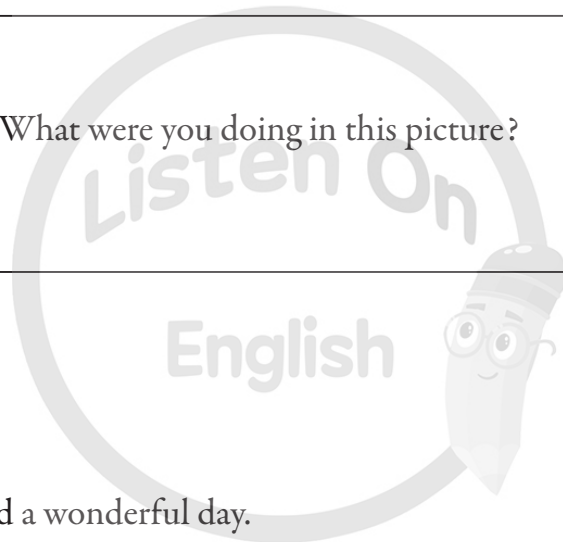 What were you doing in this picture?
Listen On
English
a wonderful day.